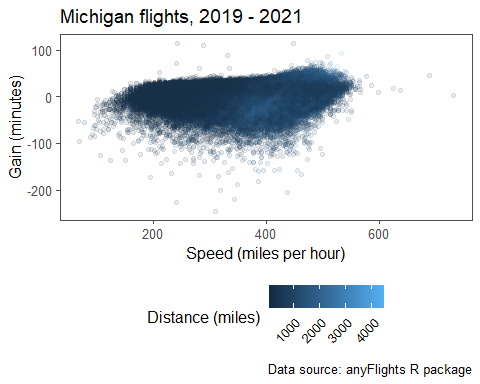 Michigan flights, 2019 - 2021
100
0
-100
-200
Gain (minutes)
200 400 600
Speed (miles per hour)
Distance (miles)
1000 2000 3000 4000
Data source: anyFlights R package